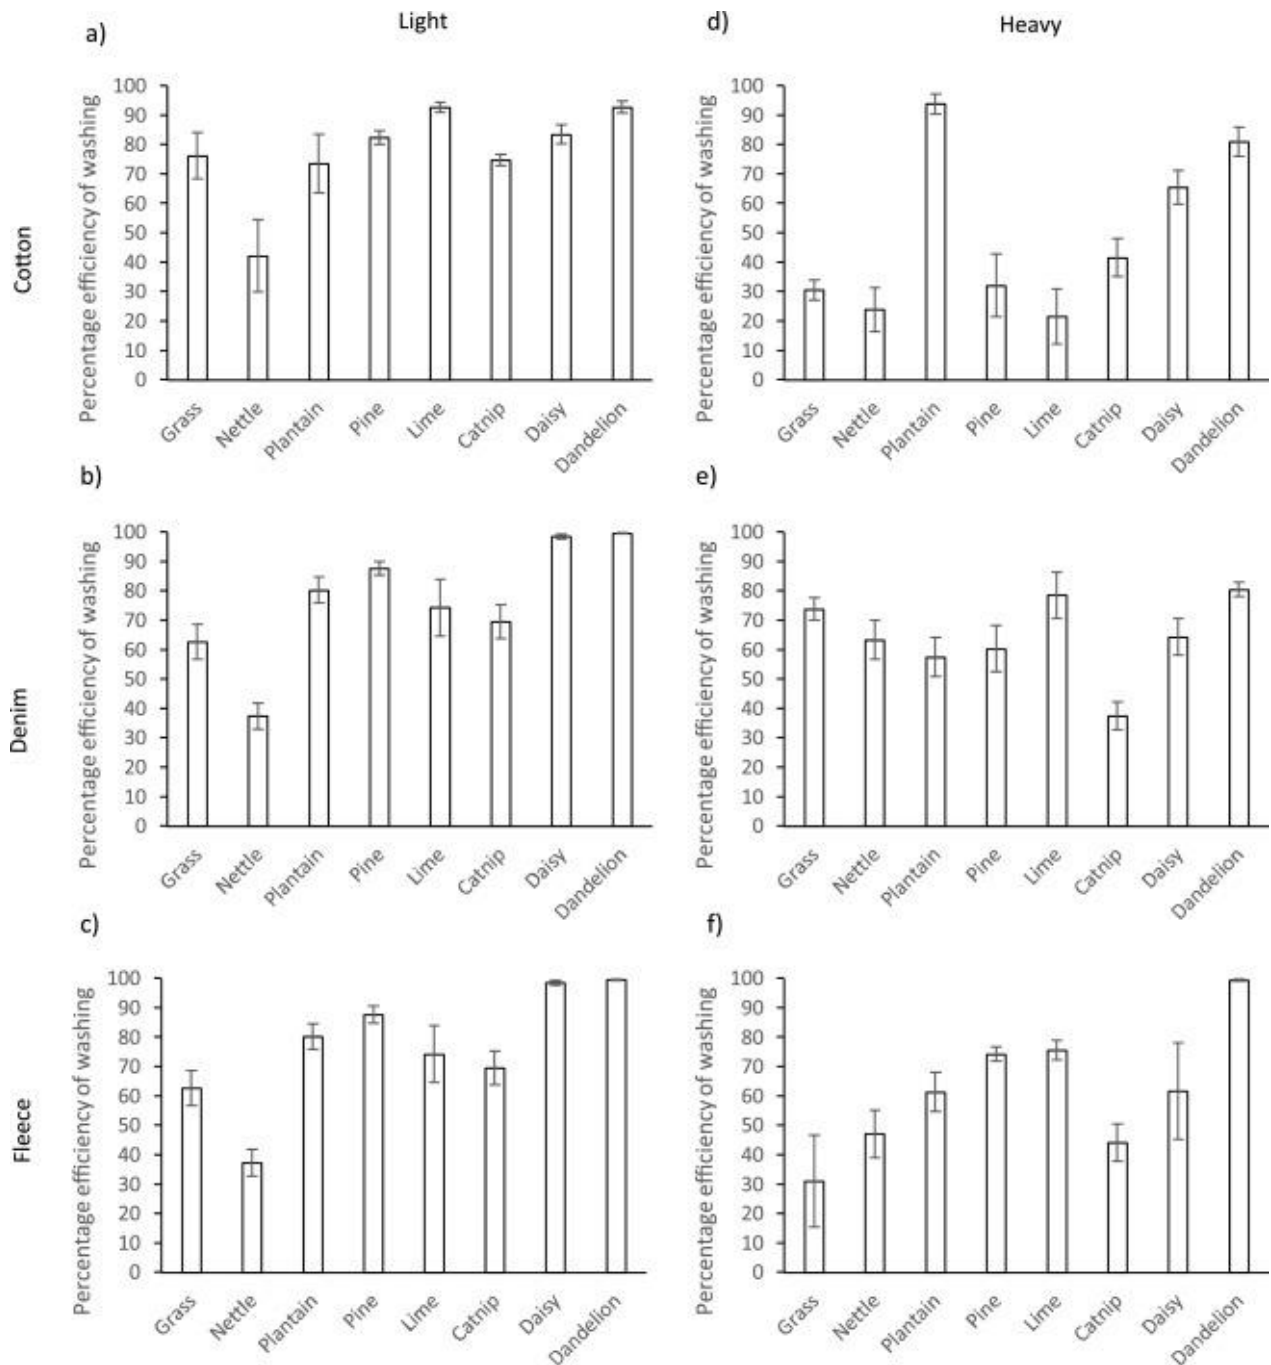 Light
Heavy
a)
Cotton
Percentage efficiency of washing
100
90
80
70
60
50
40
30
20
10
0
Grass
Nettle
Plantain
Pine
Lime
Catnip
Daisy
Dandelion
d)
Percentage efficiency of washing
100
90
80
70
60
50
40
30
20
10
0
Grass
Nettle
Plantain
Pine
Lime
Catnip
Daisy
Dandelion
b)
Denim
Percentage efficiency of washing
100
90
80
70
60
50
40
30
20
10
0
Grass
Nettle
Plantain
Pine
Lime
Catnip
Daisy
Dandelion
e)
Percentage efficiency of washing
100
90
80
70
60
50
40
30
20
10
0
Grass
Nettle
Plantain
Pine
Lime
Catnip
Daisy
Dandelion
c)
Fleece
Percentage efficiency of washing
100
90
80
70
60
50
40
30
20
10
0
Grass
Nettle
Plantain
Pine
Lime
Catnip
Daisy
Dandelion
f)
Percentage efficiency of washing
100
90
80
70
60
50
40
30
20
10
0
Grass
Nettle
Plantain
Pine
Lime
Catnip
Daisy
Dandelion